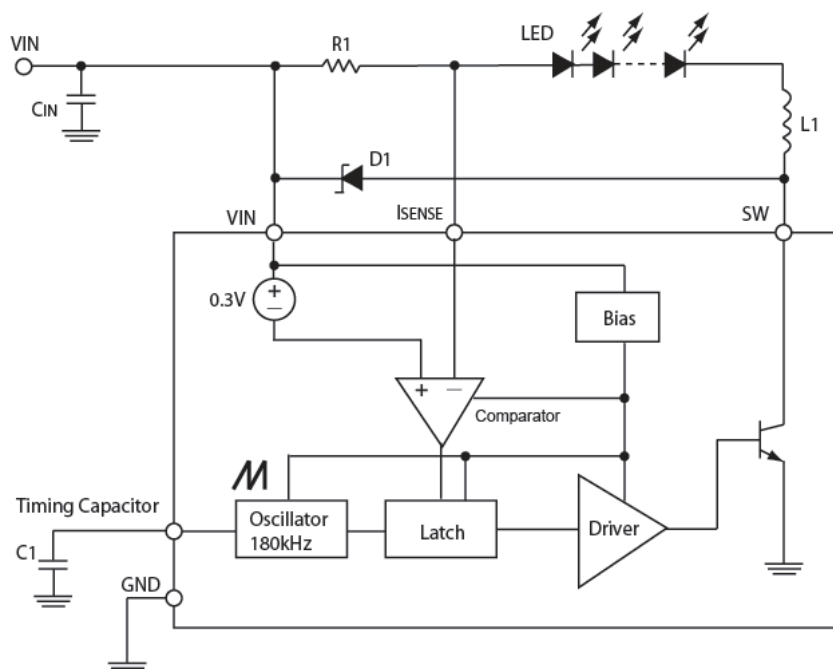 LED
VIN
R1
CIN
L1
D1
VIN
ISENSE
SW
0.3V
+
−
Bias
+
−
Comparator
Timing Capacitor
Oscillator
180kHz
Latch
Driver
C1
GND